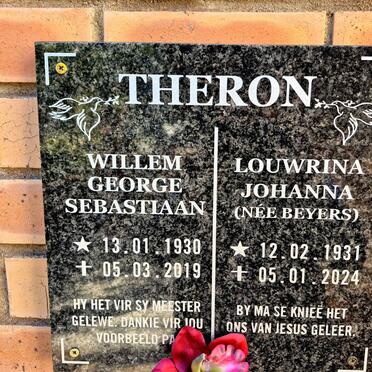 THERON
WILLEM
GEORGE
SEBASTIAAN
★ 13.01.1930
✝ 05.03.2019
HY HET VIR SY MEESTER
GELEWE. DANKIE VIR JOU
VOORBEELD PA
LOUWRINA
JOHANNA
(NÉE BEYERS)
★ 12.02.1931
✝ 05.01.2024
BY MA SE KNIEË HET
ONS VAN JESUS GELEER.